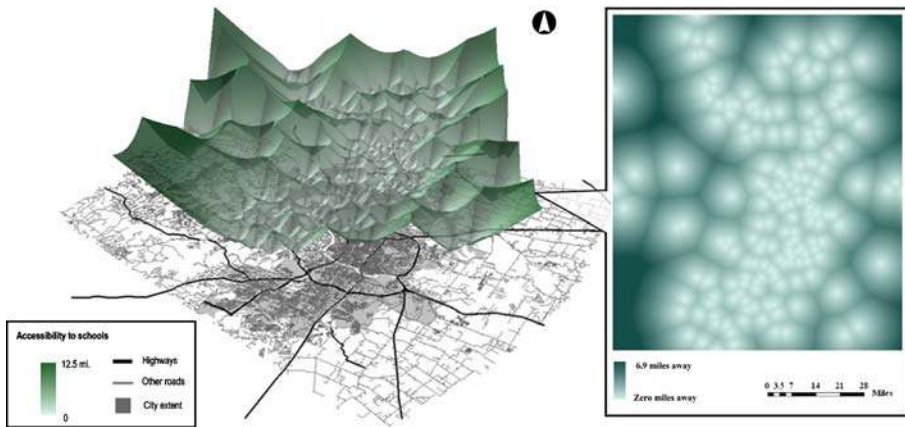 Accessibility to schools
12.5 mi.
0
Highways
Other roads
City extent
6.9 miles away
Zero miles away
0 3.5 7 14 21 28
Miles